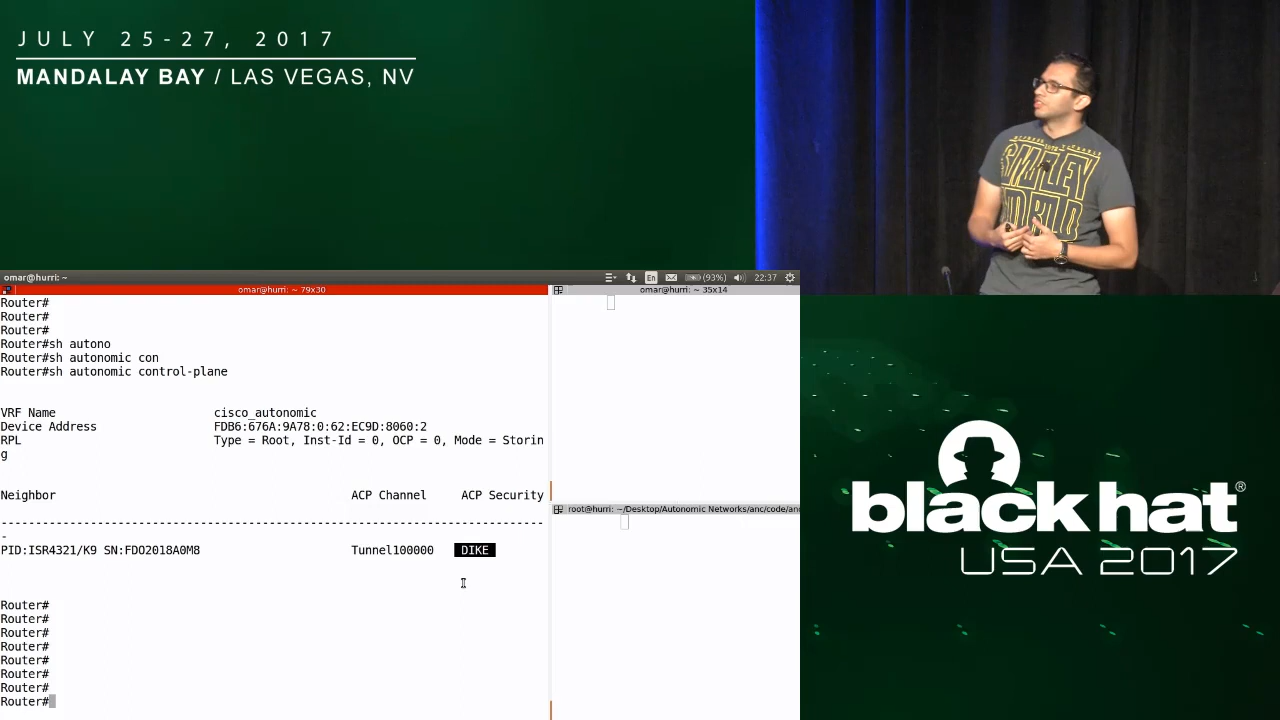 JULY 25-27, 2017
MANDALAY BAY / LAS VEGAS, NV
omar@hurri: ~
En
(93%)
22:37
omar@hurri: ~ 79x30
Router#
Router#
Router#
Router#sh autono
Router#sh autonomic con
Router#sh autonomic control-plane
VRF Name cisco_autonomic
Device Address FDB6:676A:9A78:0:62:EC9D:8060:2
RPL Type = Root, Inst-Id = 0, OCP = 0, Mode = Storin
g
Neighbor ACP Channel ACP Security
-------------------------------------------------------------------------------
-
PID:ISR4321/K9 SN:FDO2018A0M8 Tunnel100000 DIKE
Router#
Router#
Router#
Router#
Router#
Router#
Router#
Router#
omar@hurri: ~ 35x14
root@hurri: ~/Desktop/Autonomic Networks/anc/code/an
black hat®
USA 2017